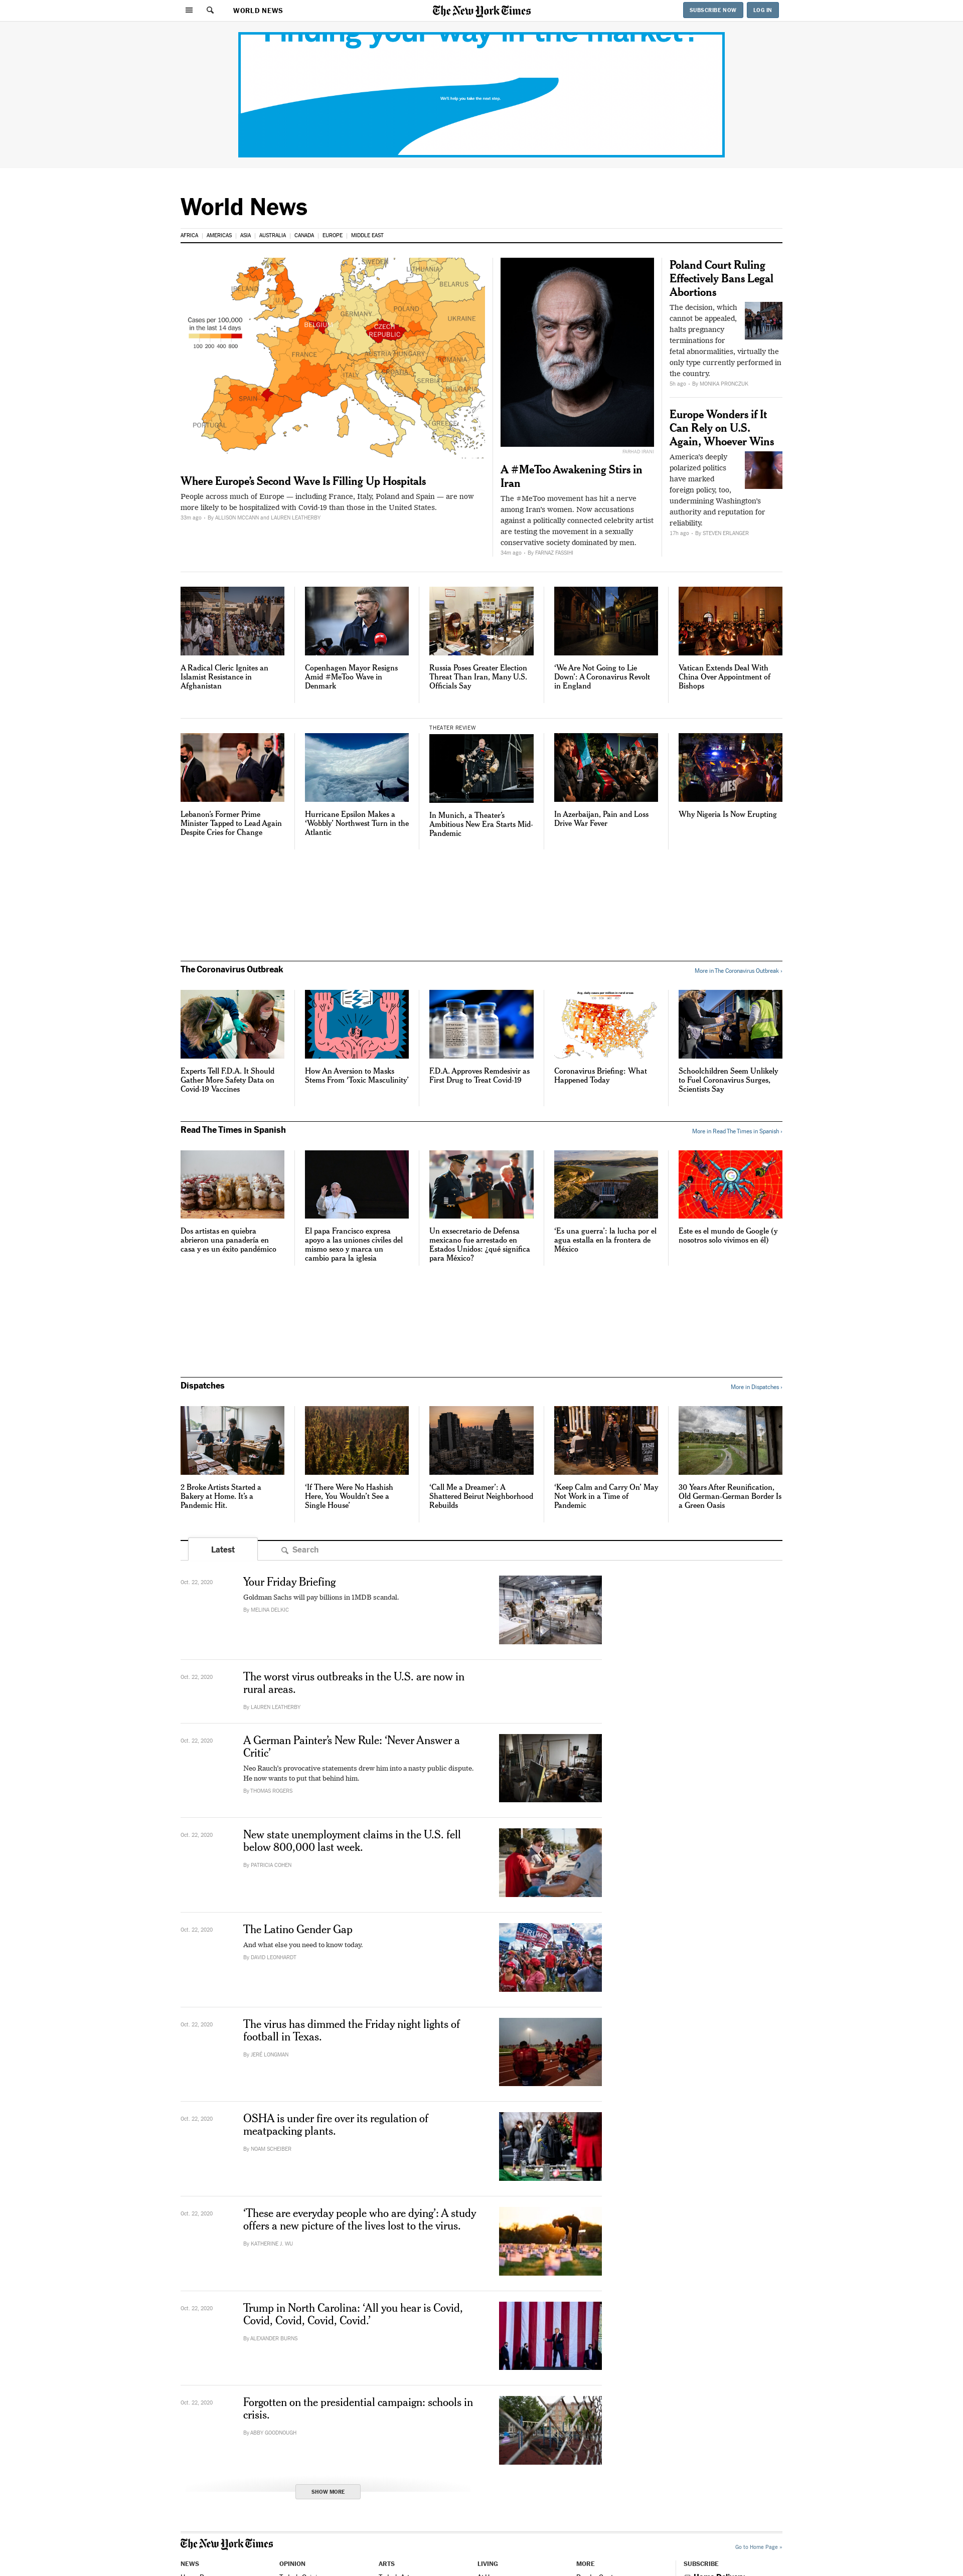 WORLD NEWS
The New York Times
SUBSCRIBE NOW
LOG IN
Finding your way in the market?
We'll help you take the next step.
World News
AFRICA
AMERICAS
ASIA
AUSTRALIA
CANADA
EUROPE
MIDDLE EAST
SWEDEN
LITHUANIA
IRELAND
U.K.
BELARUS
POLAND
GERMANY
UKRAINE
BELGIUM
CZECH
REPUBLIC
Cases per 100,000
in the last 14 days
100 200 400 800
FRANCE
AUSTRIA
HUNGARY
ROMANIA
CROATIA
ITALY
SERBIA
BULGARIA
SPAIN
PORTUGAL
GREECE
Where Europe's Second Wave Is Filling Up Hospitals
People across much of Europe — including France, Italy, Poland and Spain — are now
more likely to be hospitalized with Covid-19 than those in the United States.
33m ago - By ALLISON MCCANN and LAUREN LEATHERBY
FARHAD IRANI
A #MeToo Awakening Stirs in
Iran
The #MeToo movement has hit a nerve
among Iran's women. Now accusations
against a politically connected celebrity artist
are testing the movement in a sexually
conservative society dominated by men.
34m ago - By FARNAZ FASSIHI
Poland Court Ruling
Effectively Bans Legal
Abortions
The decision, which
cannot be appealed,
halts pregnancy
terminations for
fetal abnormalities, virtually the
only type currently performed in
the country.
5h ago - By MONIKA PRONCZUK
Europe Wonders if It
Can Rely on U.S.
Again, Whoever Wins
America's deeply
polarized politics
have marked
foreign policy, too,
undermining Washington's
authority and reputation for
reliability.
17h ago - By STEVEN ERLANGER
A Radical Cleric Ignites an
Islamist Resistance in
Afghanistan
Copenhagen Mayor Resigns
Amid #MeToo Wave in
Denmark
Russia Poses Greater Election
Threat Than Iran, Many U.S.
Officials Say
'We Are Not Going to Lie
Down': A Coronavirus Revolt
in England
Vatican Extends Deal With
China Over Appointment of
Bishops
Lebanon's Former Prime
Minister Tapped to Lead Again
Despite Cries for Change
Hurricane Epsilon Makes a
'Wobbly' Northwest Turn in the
Atlantic
THEATER REVIEW
In Munich, a Theater's
Ambitious New Era Starts Mid-
Pandemic
In Azerbaijan, Pain and Loss
Drive War Fever
Why Nigeria Is Now Erupting
The Coronavirus Outbreak
More in The Coronavirus Outbreak ›
Experts Tell F.D.A. It Should
Gather More Safety Data on
Covid-19 Vaccines
How An Aversion to Masks
Stems From 'Toxic Masculinity'
F.D.A. Approves Remdesivir as
First Drug to Treat Covid-19
Coronavirus Briefing: What
Happened Today
Schoolchildren Seem Unlikely
to Fuel Coronavirus Surges,
Scientists Say
Read The Times in Spanish
More in Read The Times in Spanish ›
Dos artistas en quiebra
abrieron una panadería en
casa y es un éxito pandémico
El papa Francisco expresa
apoyo a las uniones civiles del
mismo sexo y marca un
cambio para la iglesia
Un exsecretario de Defensa
mexicano fue arrestado en
Estados Unidos: ¿qué significa
para México?
'Es una guerra': la lucha por el
agua estalla en la frontera de
México
Este es el mundo de Google (y
nosotros solo vivimos en él)
Dispatches
More in Dispatches ›
2 Broke Artists Started a
Bakery at Home. It's a
Pandemic Hit.
'If There Were No Hashish
Here, You Wouldn't See a
Single House'
'Call Me a Dreamer': A
Shattered Beirut Neighborhood
Rebuilds
'Keep Calm and Carry On' May
Not Work in a Time of
Pandemic
30 Years After Reunification,
Old German-German Border Is
a Green Oasis
Latest
Search
Oct. 22, 2020
Your Friday Briefing
Goldman Sachs will pay billions in 1MDB scandal.
By MELINA DELKIC
Oct. 22, 2020
The worst virus outbreaks in the U.S. are now in
rural areas.
By LAUREN LEATHERBY
Oct. 22, 2020
A German Painter's New Rule: 'Never Answer a
Critic'
Neo Rauch's provocative statements drew him into a nasty public dispute.
He now wants to put that behind him.
By THOMAS ROGERS
Oct. 22, 2020
New state unemployment claims in the U.S. fell
below 800,000 last week.
By PATRICIA COHEN
Oct. 22, 2020
The Latino Gender Gap
And what else you need to know today.
By DAVID LEONHARDT
Oct. 22, 2020
The virus has dimmed the Friday night lights of
football in Texas.
By JERÉ LONGMAN
Oct. 22, 2020
OSHA is under fire over its regulation of
meatpacking plants.
By NOAM SCHEIBER
Oct. 22, 2020
'These are everyday people who are dying': A study
offers a new picture of the lives lost to the virus.
By KATHERINE J. WU
Oct. 22, 2020
Trump in North Carolina: 'All you hear is Covid,
Covid, Covid, Covid, Covid.'
By ALEXANDER BURNS
Oct. 22, 2020
Forgotten on the presidential campaign: schools in
crisis.
By ABBY GOODNOUGH
SHOW MORE
The New York Times
Go to Home Page »
NEWS
OPINION
ARTS
LIVING
MORE
SUBSCRIBE